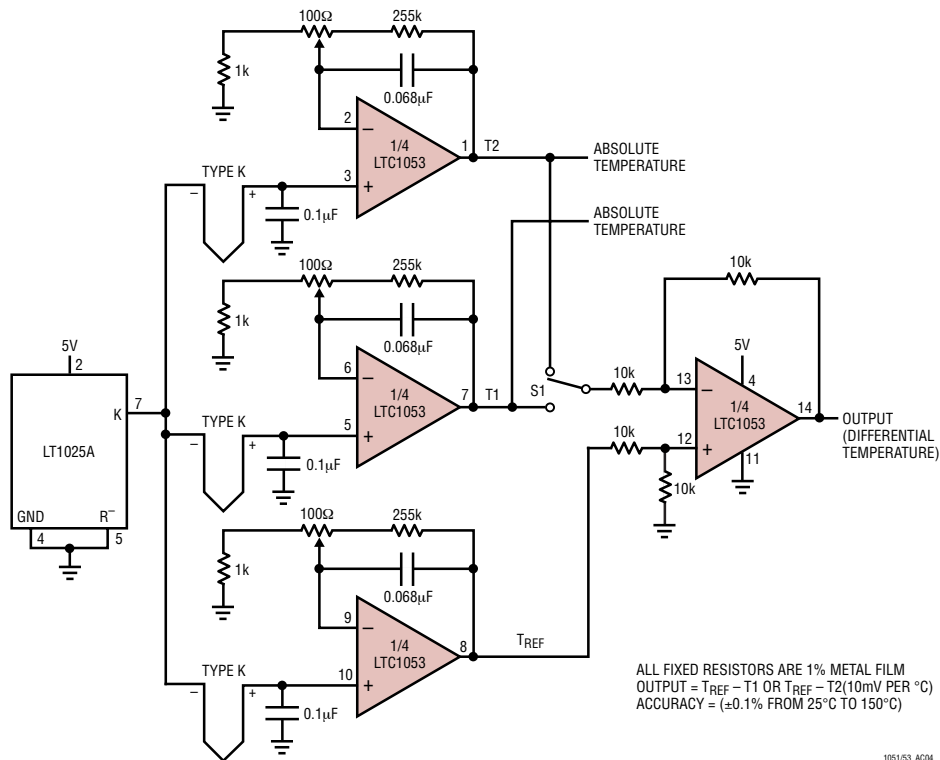 100Ω
255k
1k
0.068µF
2
–
1/4
LTC1053
1
T2
3
+
TYPE K
–
+
0.1µF
ABSOLUTE
TEMPERATURE
ABSOLUTE
TEMPERATURE
100Ω
255k
1k
0.068µF
6
–
1/4
LTC1053
7
T1
5
+
TYPE K
–
+
0.1µF
5V
2
K
7
LT1025A
GND
R–
4
5
S1
10k
10k
5V
13
–
4
1/4
LTC1053
14
10k
12
+
11
10k
OUTPUT
(DIFFERENTIAL
TEMPERATURE)
100Ω
255k
1k
0.068µF
9
–
1/4
LTC1053
8
TREF
10
+
TYPE K
–
+
0.1µF
ALL FIXED RESISTORS ARE 1% METAL FILM
OUTPUT = TREF – T1 OR TREF – T2(10mV PER °C)
ACCURACY = (±0.1% FROM 25°C TO 150°C)
1051/53 AC04